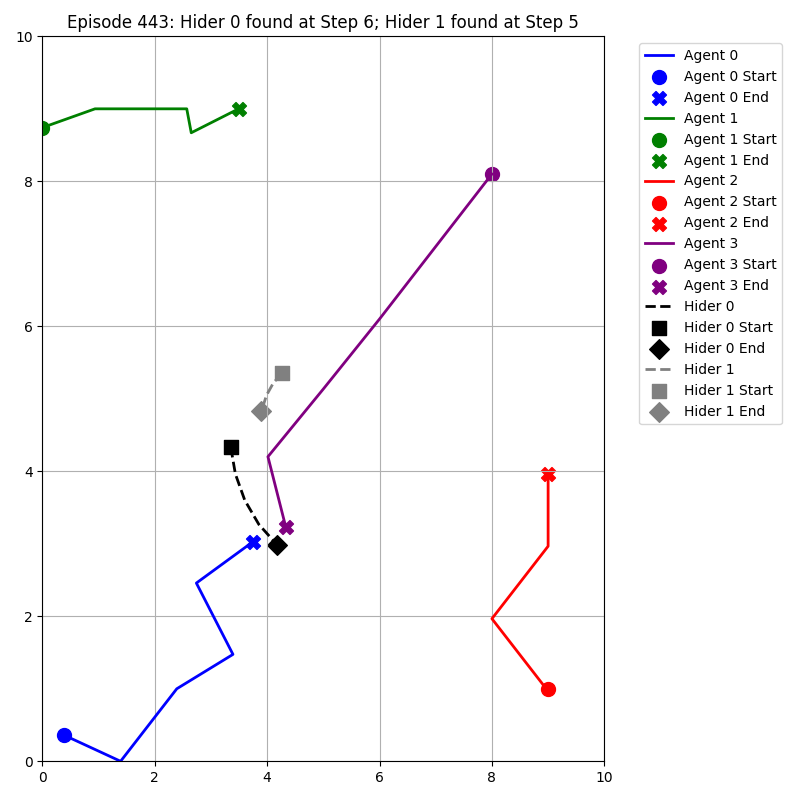 Episode 443: Hider 0 found at Step 6; Hider 1 found at Step 5
10
8
6
4
2
0
0
2
4
6
8
10
Agent 0
Agent 0 Start
Agent 0 End
Agent 1
Agent 1 Start
Agent 1 End
Agent 2
Agent 2 Start
Agent 2 End
Agent 3
Agent 3 Start
Agent 3 End
Hider 0
Hider 0 Start
Hider 0 End
Hider 1
Hider 1 Start
Hider 1 End